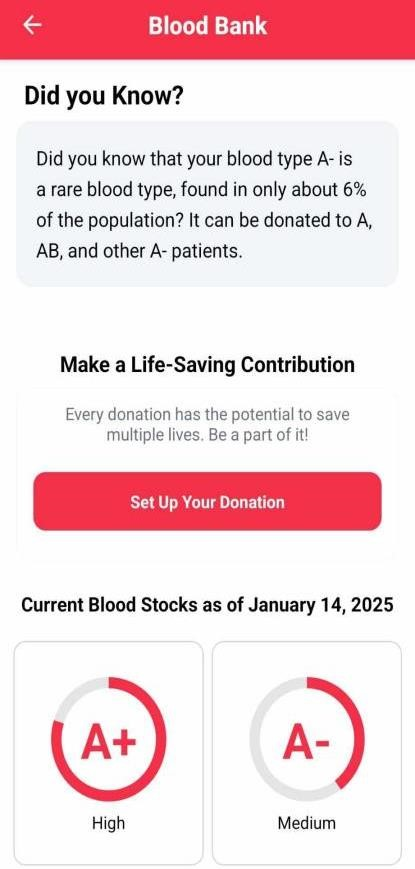 Blood Bank
Did you Know?
Did you know that your blood type A- is
a rare blood type, found in only about 6%
of the population? It can be donated to A,
AB, and other A- patients.
Make a Life-Saving Contribution
Every donation has the potential to save
multiple lives. Be a part of it!
Set Up Your Donation
Current Blood Stocks as of January 14, 2025
A+
A-
High
Medium